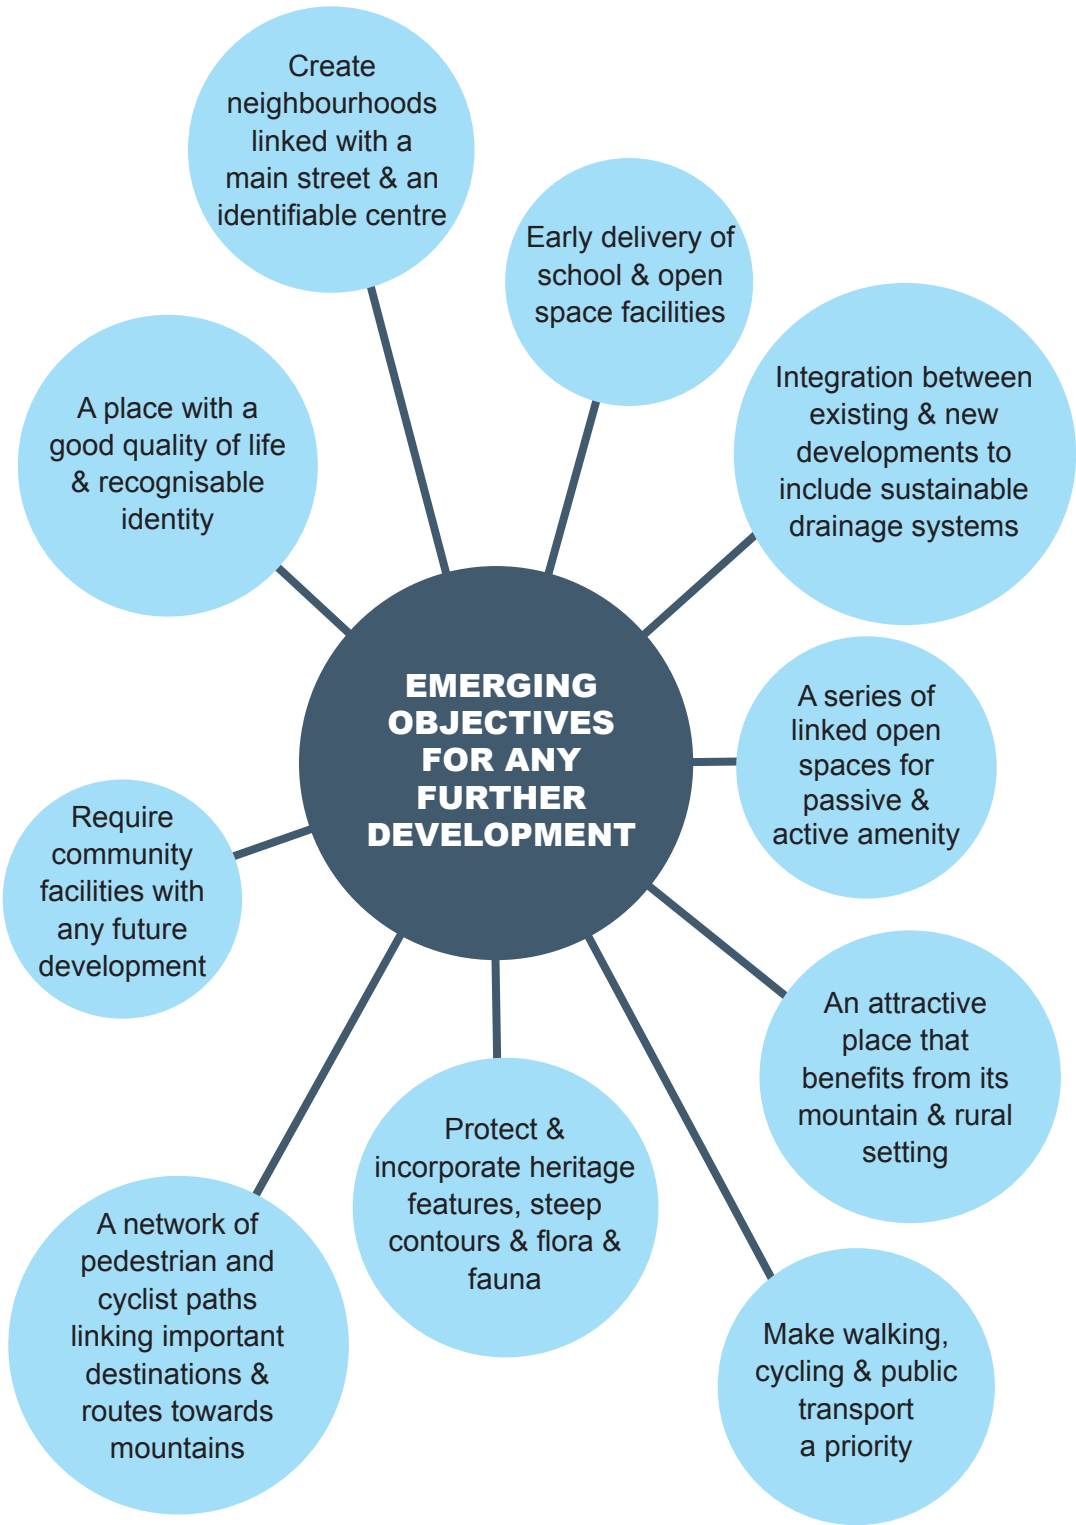 Create
neighbourhoods
linked with a
main street & an
identifiable centre
Early delivery of
school & open
space facilities
Integration between
existing & new
developments to
include sustainable
drainage systems
A place with a
good quality of life
& recognisable
identity
EMERGING
OBJECTIVES
FOR ANY
FURTHER
DEVELOPMENT
A series of
linked open
spaces for
passive &
active amenity
Require
community
facilities with
any future
development
An attractive
place that
benefits from its
mountain & rural
setting
Protect &
incorporate heritage
features, steep
contours & flora &
fauna
A network of
pedestrian and
cyclist paths
linking important
destinations &
routes towards
mountains
Make walking,
cycling & public
transport
a priority